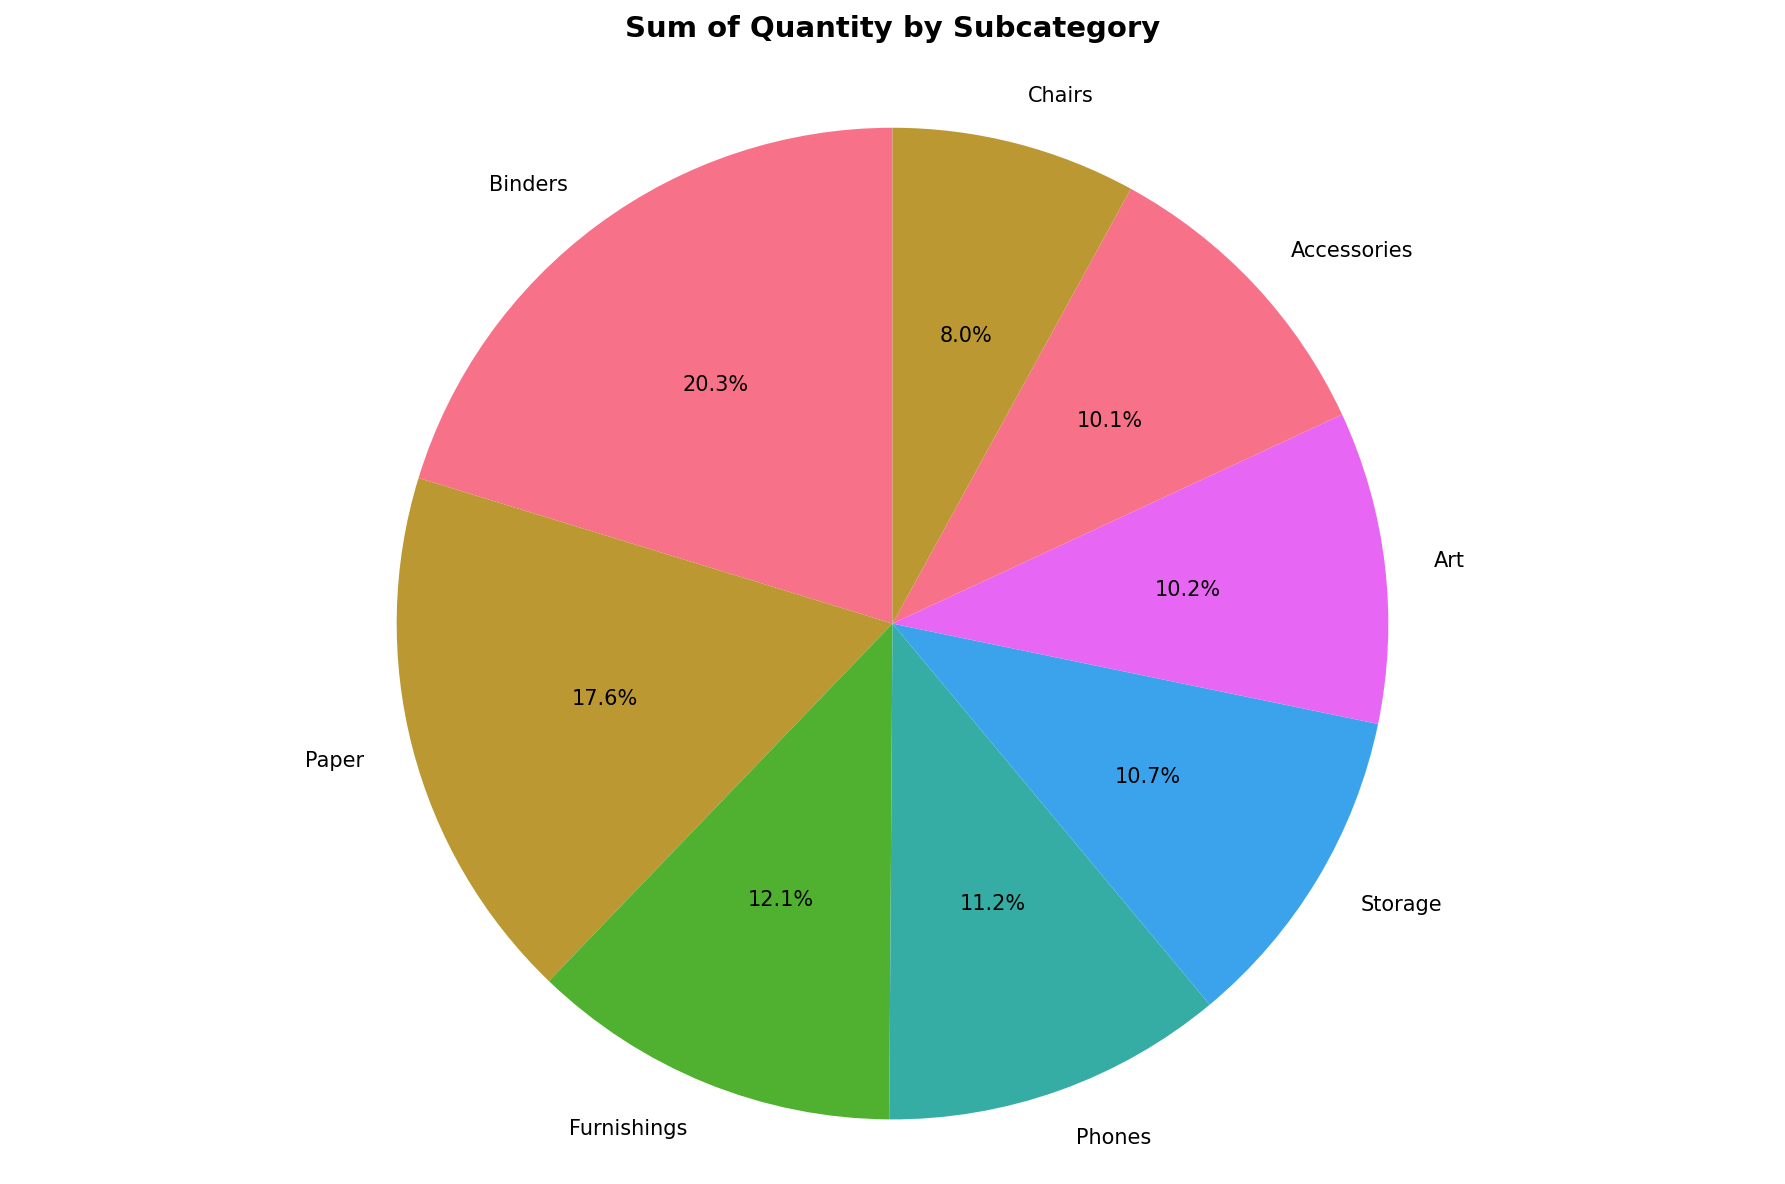 Sum of Quantity by Subcategory
Chairs
Binders
Accessories
8.0%
20.3%
10.1%
Art
10.2%
17.6%
Paper
10.7%
12.1%
11.2%
Storage
Furnishings
Phones